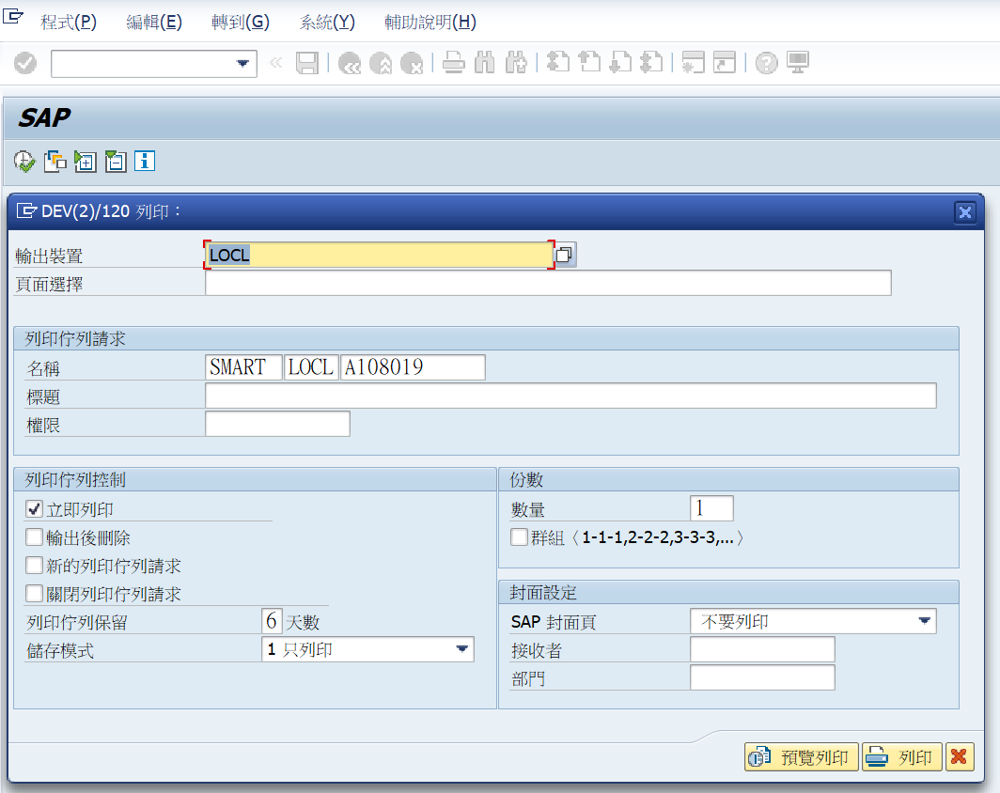 程式(P) 編輯(E) 轉到(G) 系統(Y) 輔助說明(H)
SAP
DEV(2)/120 列印：
輸出裝置 LOCL
頁面選擇
列印佇列請求
名稱 SMART LOCL A108019
標題
權限
列印佇列控制
立即列印
輸出後刪除
新的列印佇列請求
關閉列印佇列請求
列印佇列保留 6 天數
儲存模式 1 只列印
份數
數量 1
群組（1-1-1,2-2-2,3-3-3,...）
封面設定
SAP 封面頁 不要列印
接收者
部門
預覽列印 列印